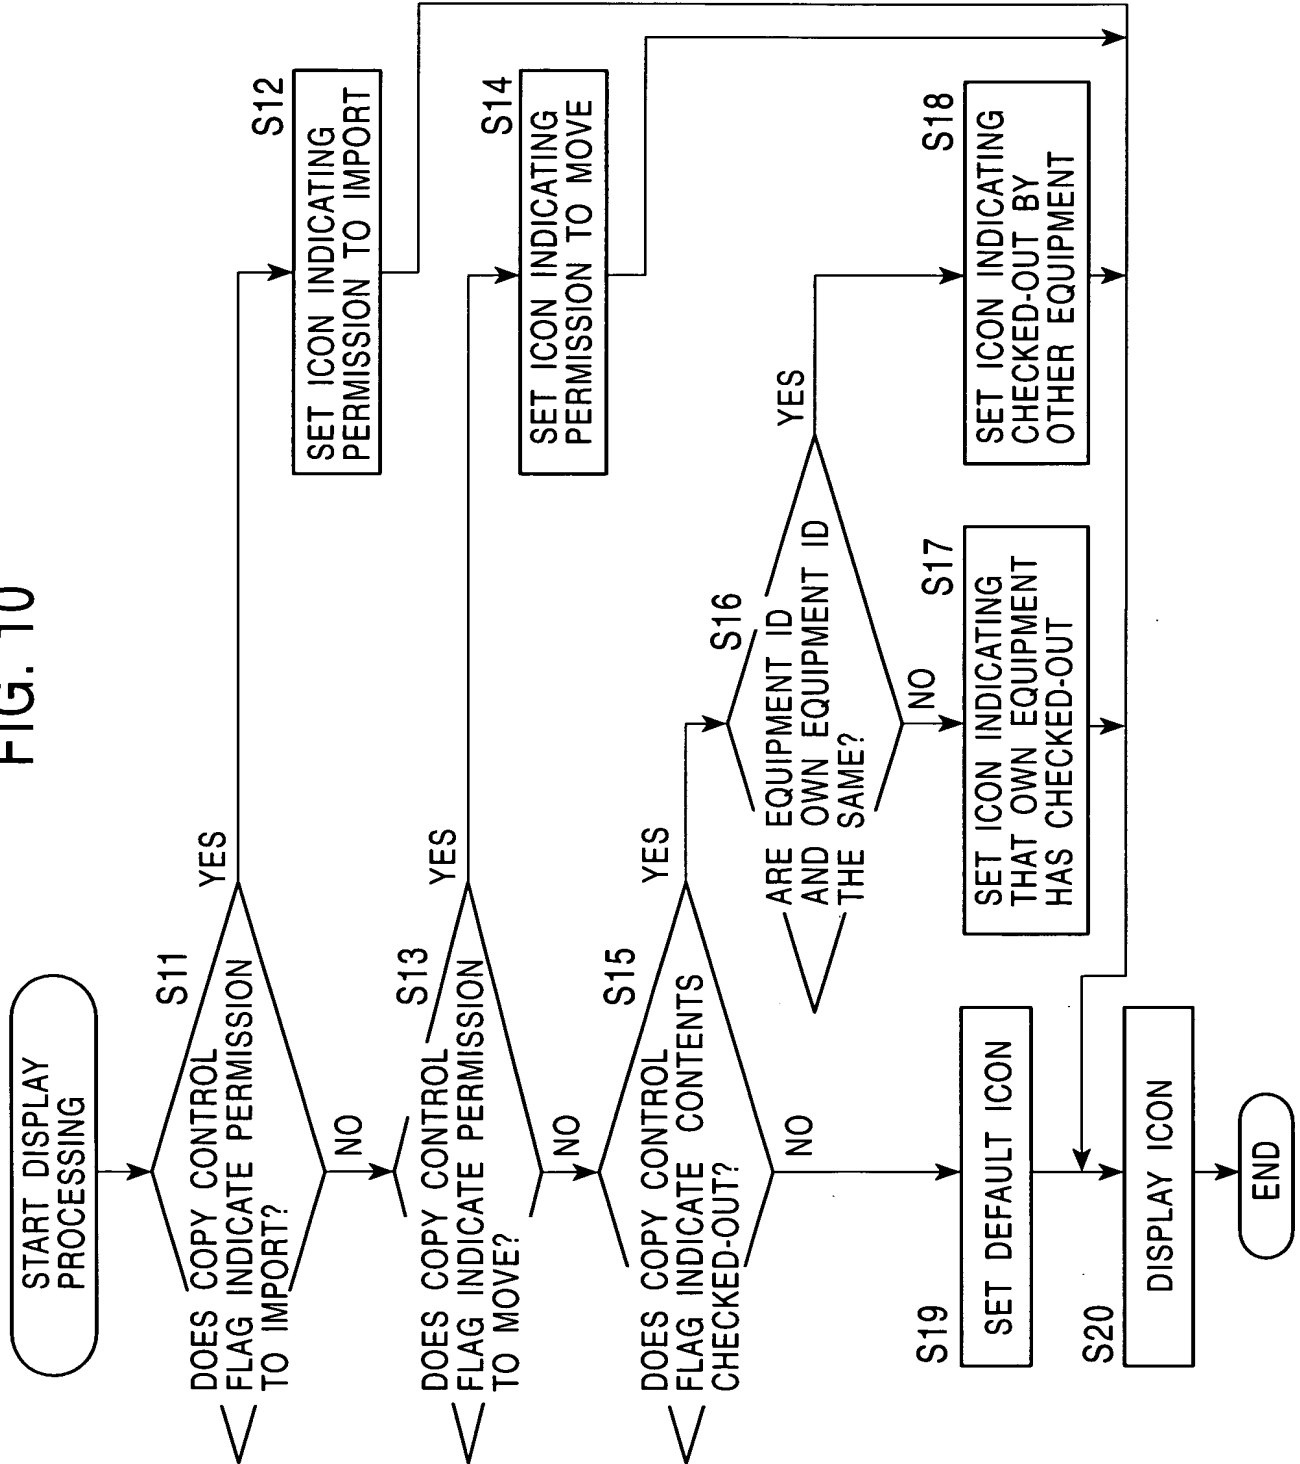 FIG. 10
START DISPLAY
PROCESSING
S11
DOES COPY CONTROL
FLAG INDICATE PERMISSION
TO IMPORT?
YES
NO
S12
SET ICON INDICATING
PERMISSION TO IMPORT
S13
DOES COPY CONTROL
FLAG INDICATE PERMISSION
TO MOVE?
YES
NO
S14
SET ICON INDICATING
PERMISSION TO MOVE
S15
DOES COPY CONTROL
FLAG INDICATE CONTENTS
CHECKED-OUT?
YES
NO
S16
ARE EQUIPMENT ID
AND OWN EQUIPMENT ID
THE SAME?
YES
NO
S17
SET ICON INDICATING
THAT OWN EQUIPMENT
HAS CHECKED-OUT
S18
SET ICON INDICATING
CHECKED-OUT BY
OTHER EQUIPMENT
S19
SET DEFAULT ICON
S20
DISPLAY ICON
END